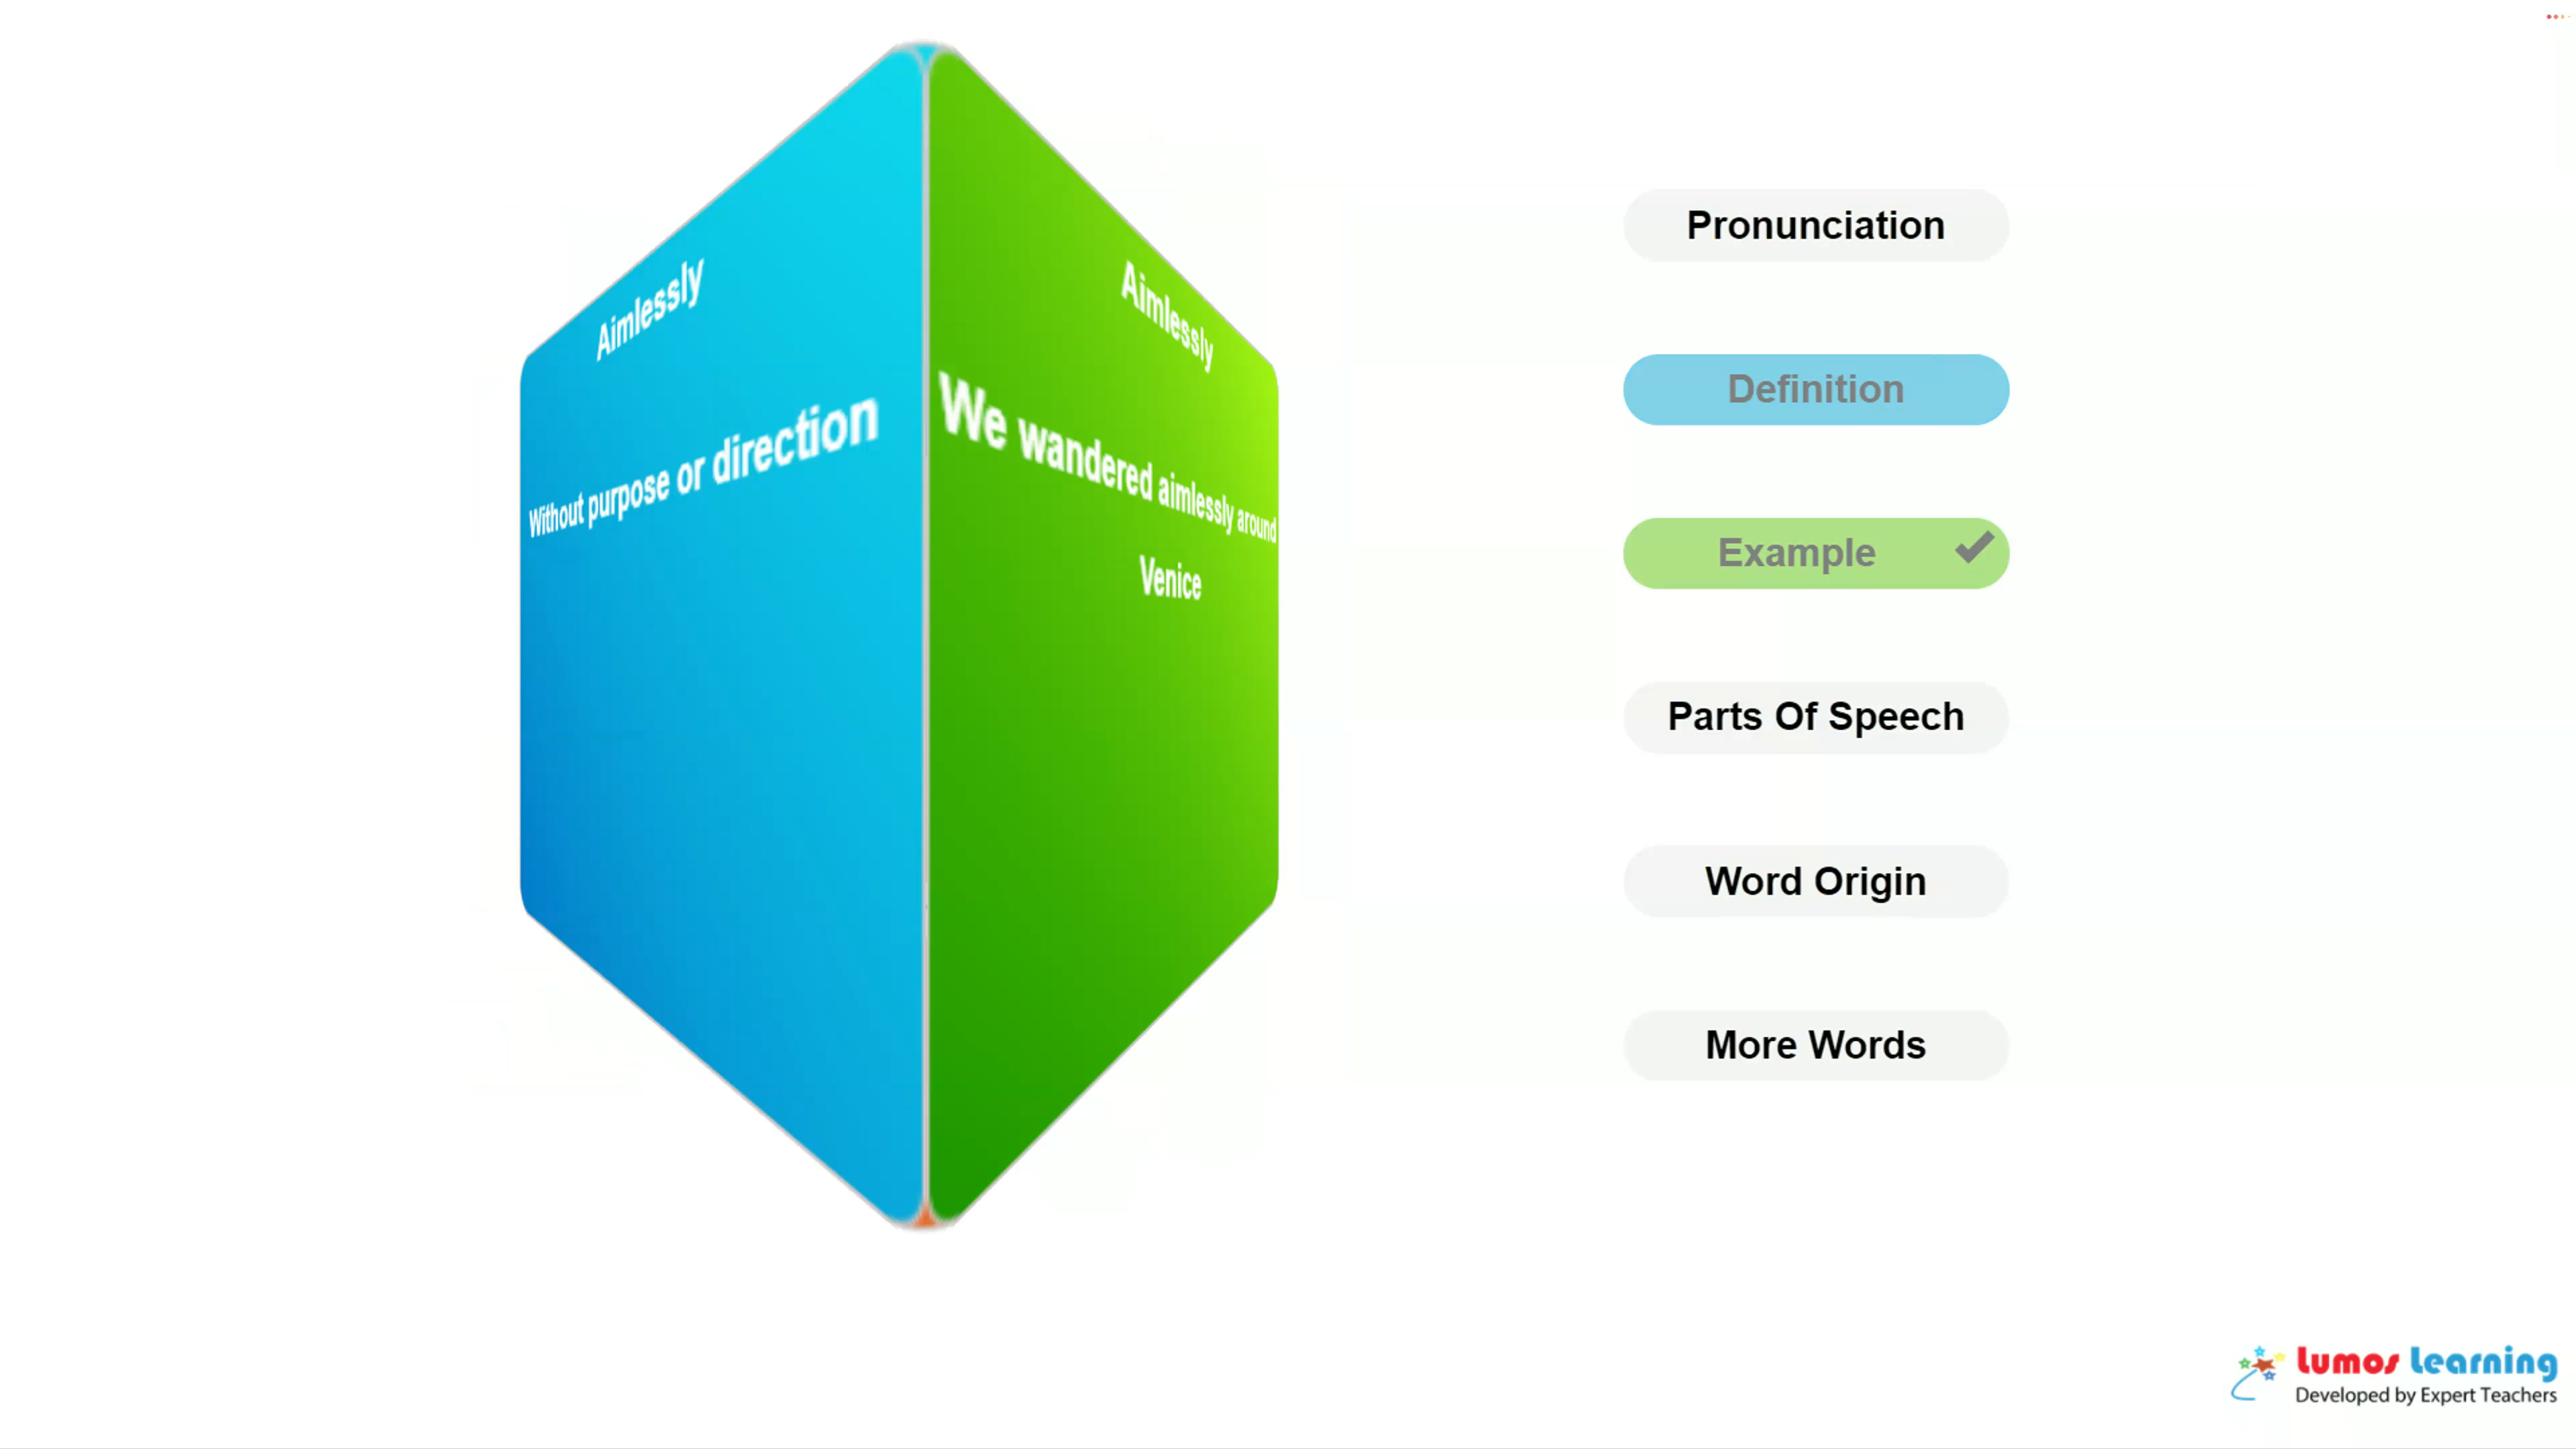 Aimlessly
Without purpose or direction
Aimlessly
We wandered aimlessly around
Venice
Pronunciation
Definition
Example
Parts Of Speech
Word Origin
More Words
Lumos Learning
Developed by Expert Teachers